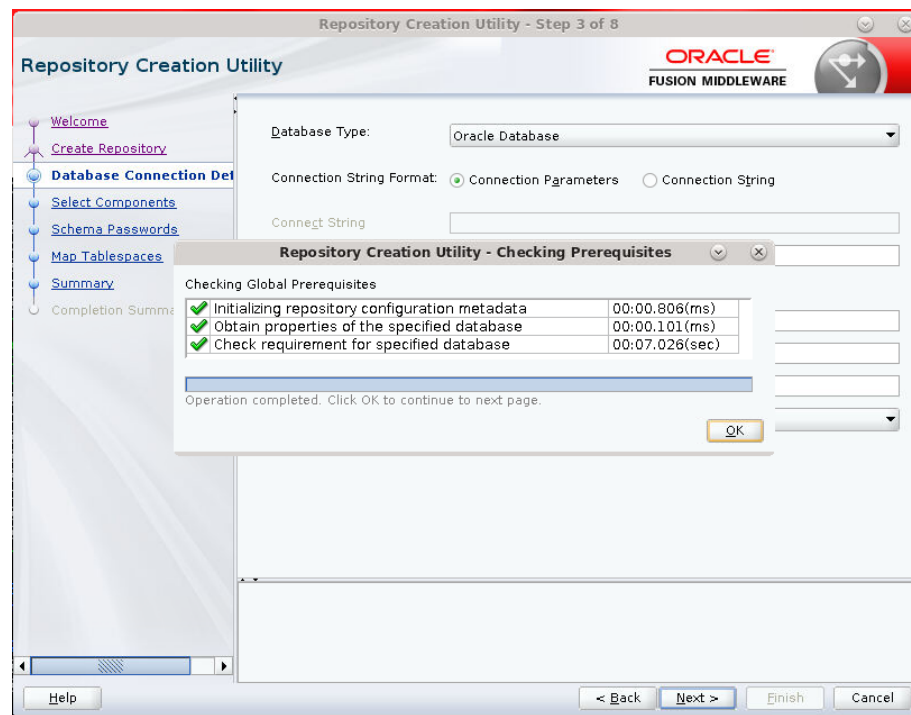 Repository Creation Utility - Step 3 of 8
Repository Creation Utility
ORACLE
FUSION MIDDLEWARE
Welcome
Create Repository
Database Connection Det
Select Components
Schema Passwords
Map Tablespaces
Summary
Completion Summa
Database Type:
Oracle Database
Connection String Format:
Connection Parameters
Connection String
Connect String
Repository Creation Utility - Checking Prerequisites
Checking Global Prerequisites
Initializing repository configuration metadata 00:00.806(ms)
Obtain properties of the specified database 00:00.101(ms)
Check requirement for specified database 00:07.026(sec)
Operation completed. Click OK to continue to next page.
OK
Help
< Back
Next >
Finish
Cancel